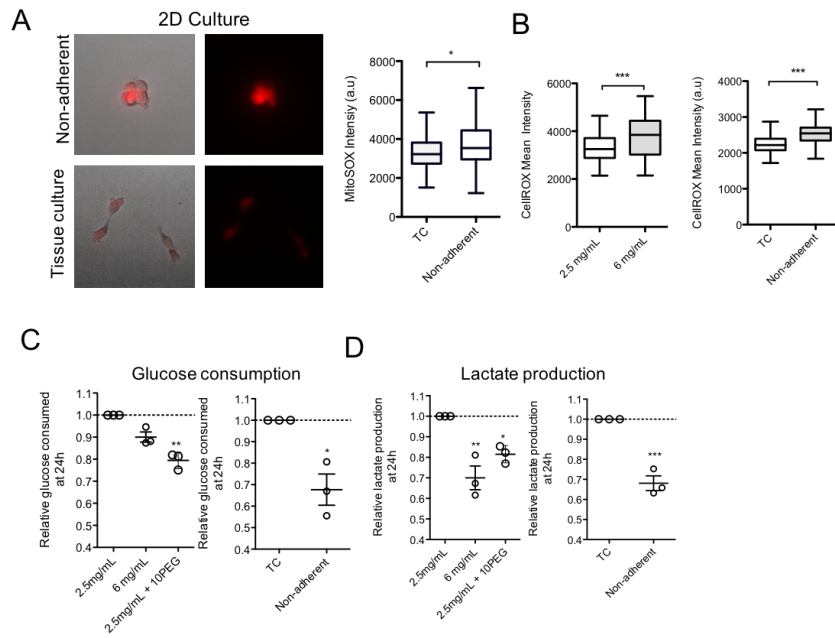 A
2D Culture
Non-adherent
Tissue culture
MitoSOX Intensiy (a.u)
8000
6000
4000
2000
0
*
TC
Non-adherent
B
CellROX Mean Intensity
6000
4000
2000
0
***
2.5 mg/mL
6 mg/mL
CellROX Mean Intensity (a.u)
4000
3000
2000
1000
0
***
TC
Non-adherent
C
Glucose consumption
Relative glucose consumed
at 24h
1.1
1.0
0.9
0.8
0.7
0.6
0.5
0.4
**
2.5mg/mL
6 mg/mL
2.5mg/mL + 10PEG
Relative glucose consumed
at 24h
1.1
1.0
0.9
0.8
0.7
0.6
0.5
0.4
*
TC
Non-adherent
D
Lactate production
Relative lactate production
at 24h
1.1
1.0
0.9
0.8
0.7
0.6
0.5
0.4
**
*
2.5mg/mL
6 mg/mL
2.5mg/mL + 10PEG
Relative lactate production
at 24h
1.1
1.0
0.9
0.8
0.7
0.6
0.5
0.4
***
TC
Non-adherent